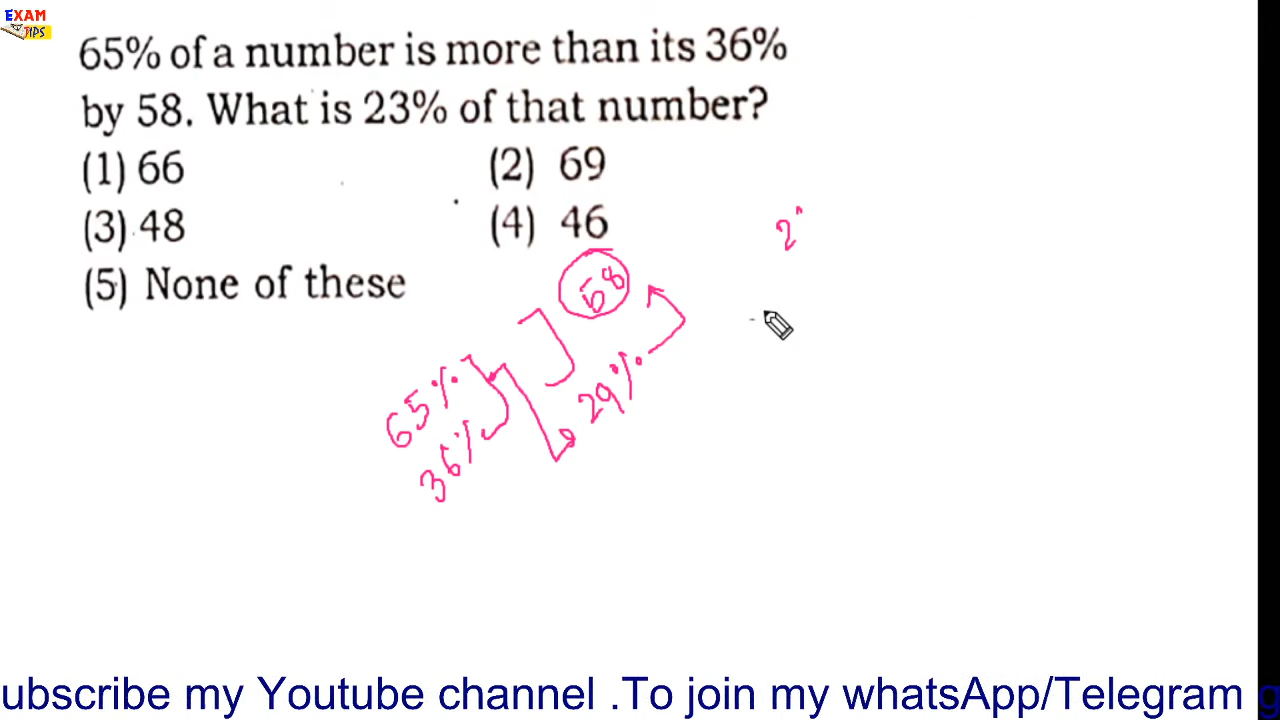 EXAM
TIPS
65% of a number is more than its 36%
by 58. What is 23% of that number?
(1) 66 (2) 69
(3) 48 (4) 46
(5) None of these
58
2
65%
29%
36%
ubscribe my Youtube channel .To join my whatsApp/Telegram g